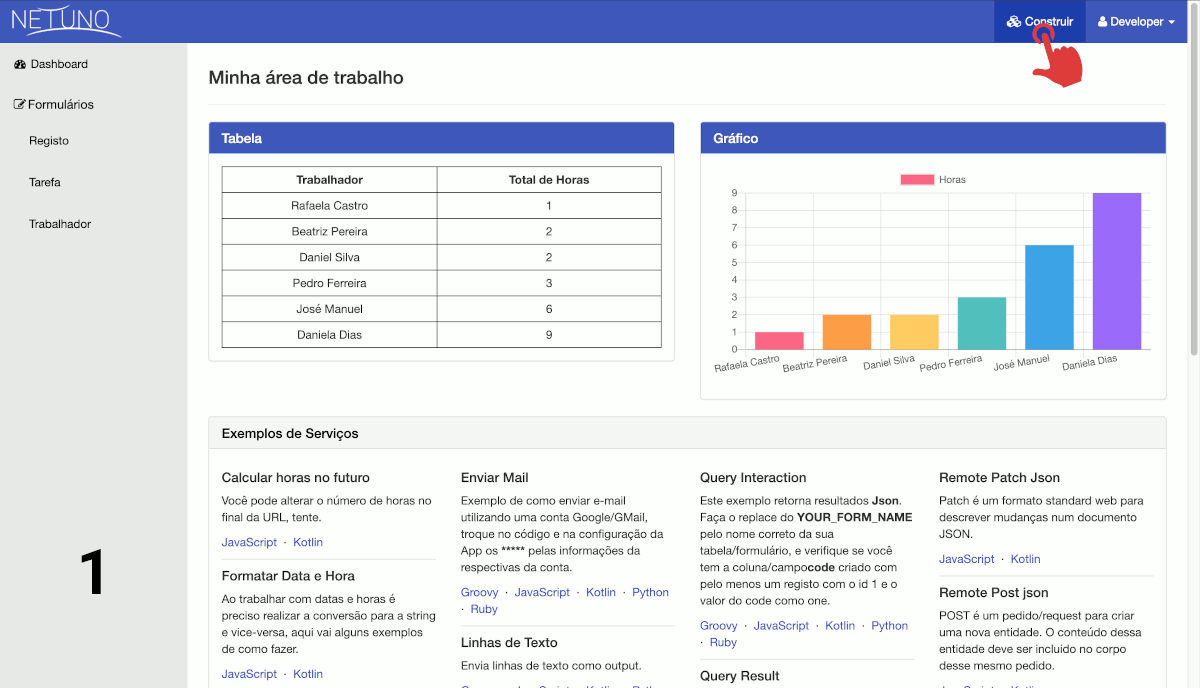 NETUNO
Construir
Developer
Dashboard
Formulários
Registo
Tarefa
Trabalhador
1
Minha área de trabalho
Tabela
Trabalhador Total de Horas
Rafaela Castro 1
Beatriz Pereira 2
Daniel Silva 2
Pedro Ferreira 3
José Manuel 6
Daniela Dias 9
Gráfico
Horas
9
8
7
6
5
4
3
2
1
0
Rafaela Castro
Beatriz Pereira
Daniel Silva
Pedro Ferreira
José Manuel
Daniela Dias
Exemplos de Serviços
Calcular horas no futuro
Você pode alterar o número de horas no
final da URL, tente.
JavaScript · Kotlin
Formatar Data e Hora
Ao trabalhar com datas e horas é
preciso realizar a conversão para a string
e vice-versa, aqui vai alguns exemplos
de como fazer.
JavaScript · Kotlin
Enviar Mail
Exemplo de como enviar e-mail
utilizando uma conta Google/GMail,
troque no código e na configuração da
App os ***** pelas informações da
respectivas da conta.
Groovy · JavaScript · Kotlin · Python
· Ruby
Linhas de Texto
Envia linhas de texto como output.
Query Interaction
Este exemplo retorna resultados Json.
Faça o replace do YOUR_FORM_NAME
pelo nome correto da sua
tabela/formulário, e verifique se você
tem a coluna/campocode criado com
pelo menos um registo com o id 1 e o
valor do code como one.
Groovy · JavaScript · Kotlin · Python
· Ruby
Query Result
Remote Patch Json
Patch é um formato standard web para
descrever mudanças num documento
JSON.
JavaScript · Kotlin
Remote Post json
POST é um pedido/request para criar
uma nova entidade. O conteúdo dessa
entidade deve ser incluido no corpo
desse mesmo pedido.